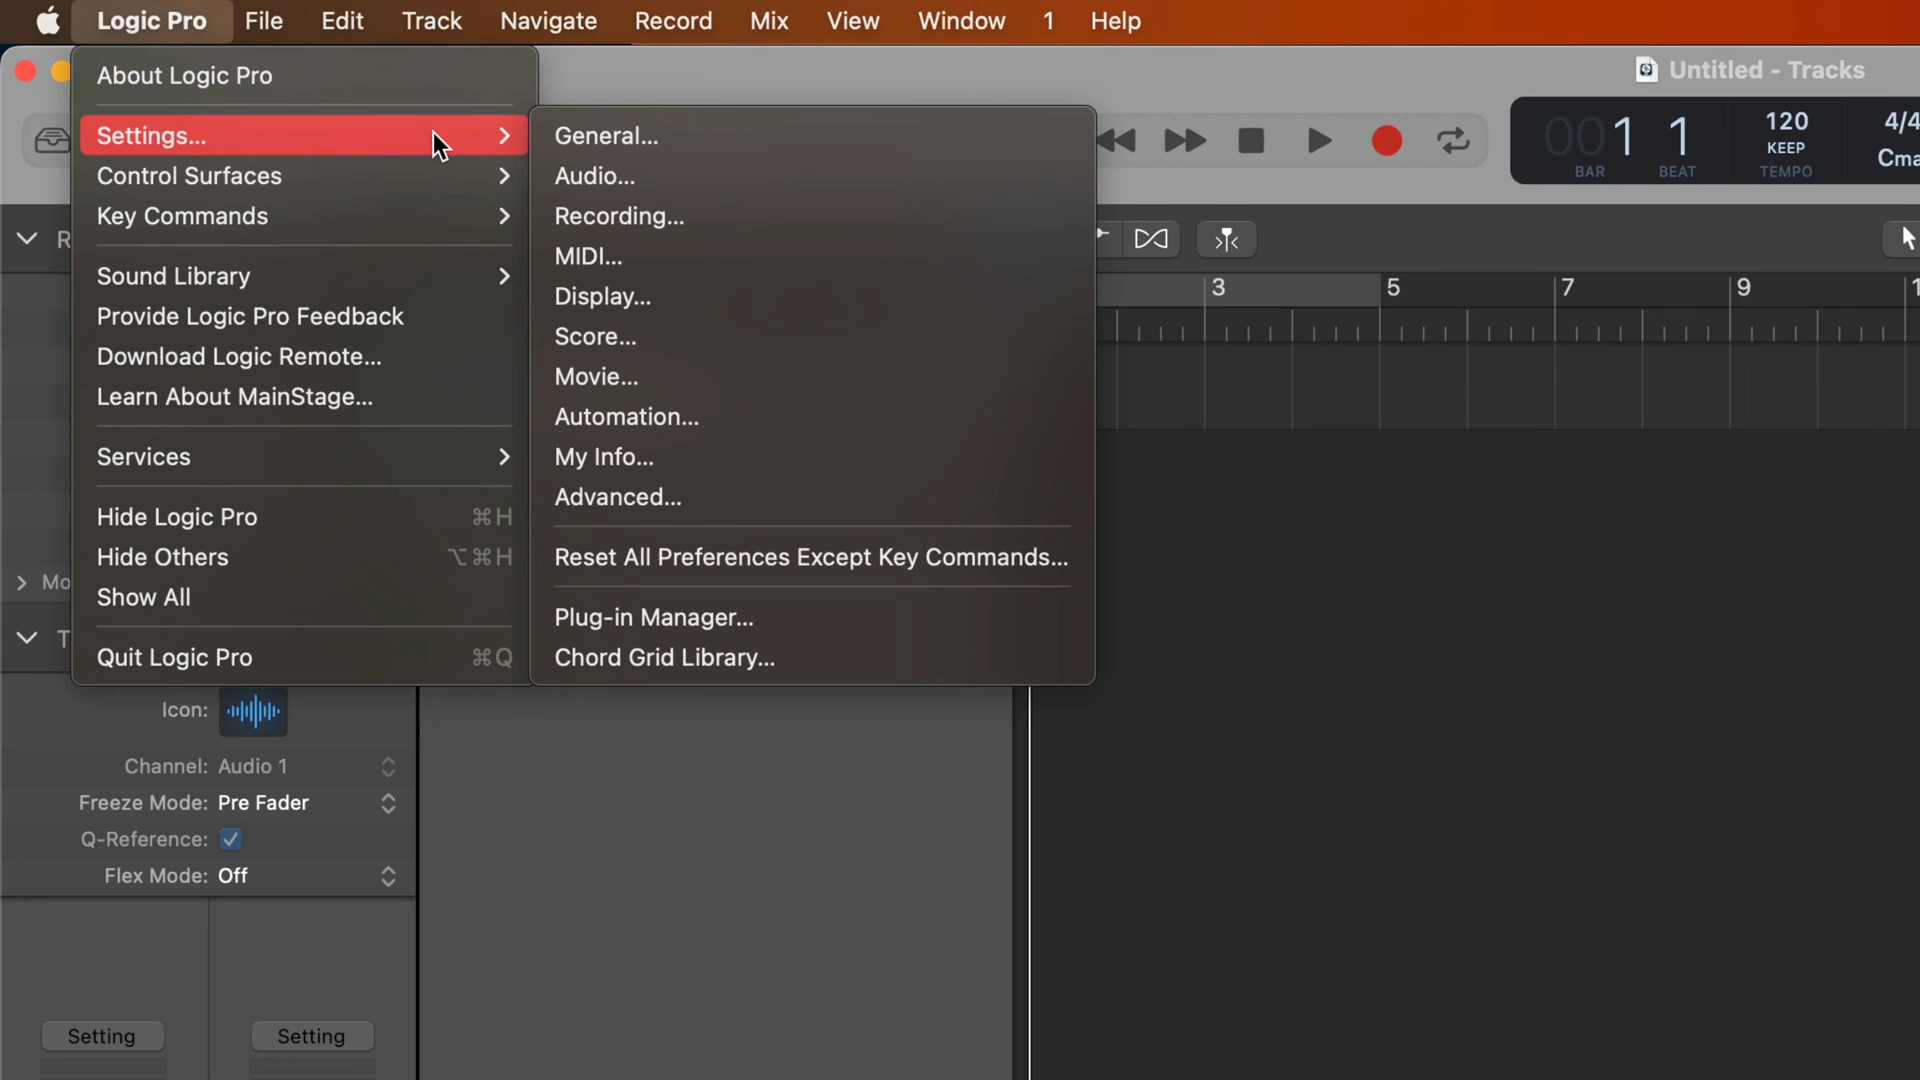 Logic Pro File Edit Track Navigate Record Mix View Window 1 Help
Untitled - Tracks
About Logic Pro
Settings...
Control Surfaces
Key Commands
Sound Library
Provide Logic Pro Feedback
Download Logic Remote...
Learn About MainStage...
Services
Hide Logic Pro ⌘H
Hide Others ⌥⌘H
Show All
Quit Logic Pro ⌘Q
General...
Audio...
Recording...
MIDI...
Display...
Score...
Movie...
Automation...
My Info...
Advanced...
Reset All Preferences Except Key Commands...
Plug-in Manager...
Chord Grid Library...
001 1 120 4/4
KEEP Cma
BAR BEAT TEMPO
3 5 7 9
R
Mo
T
Icon:
Channel: Audio 1
Freeze Mode: Pre Fader
Q-Reference:
Flex Mode: Off
Setting Setting